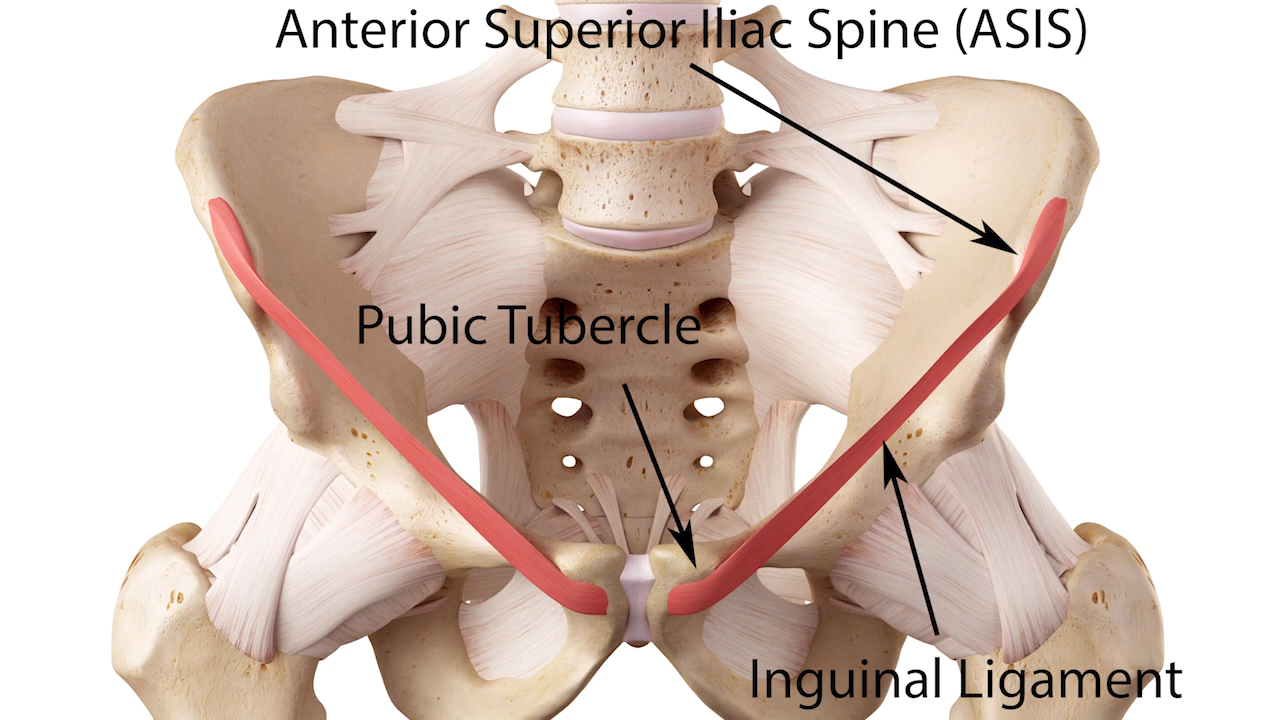 Anterior Superior Iliac Spine (ASIS)
Pubic Tubercle
Inguinal Ligament